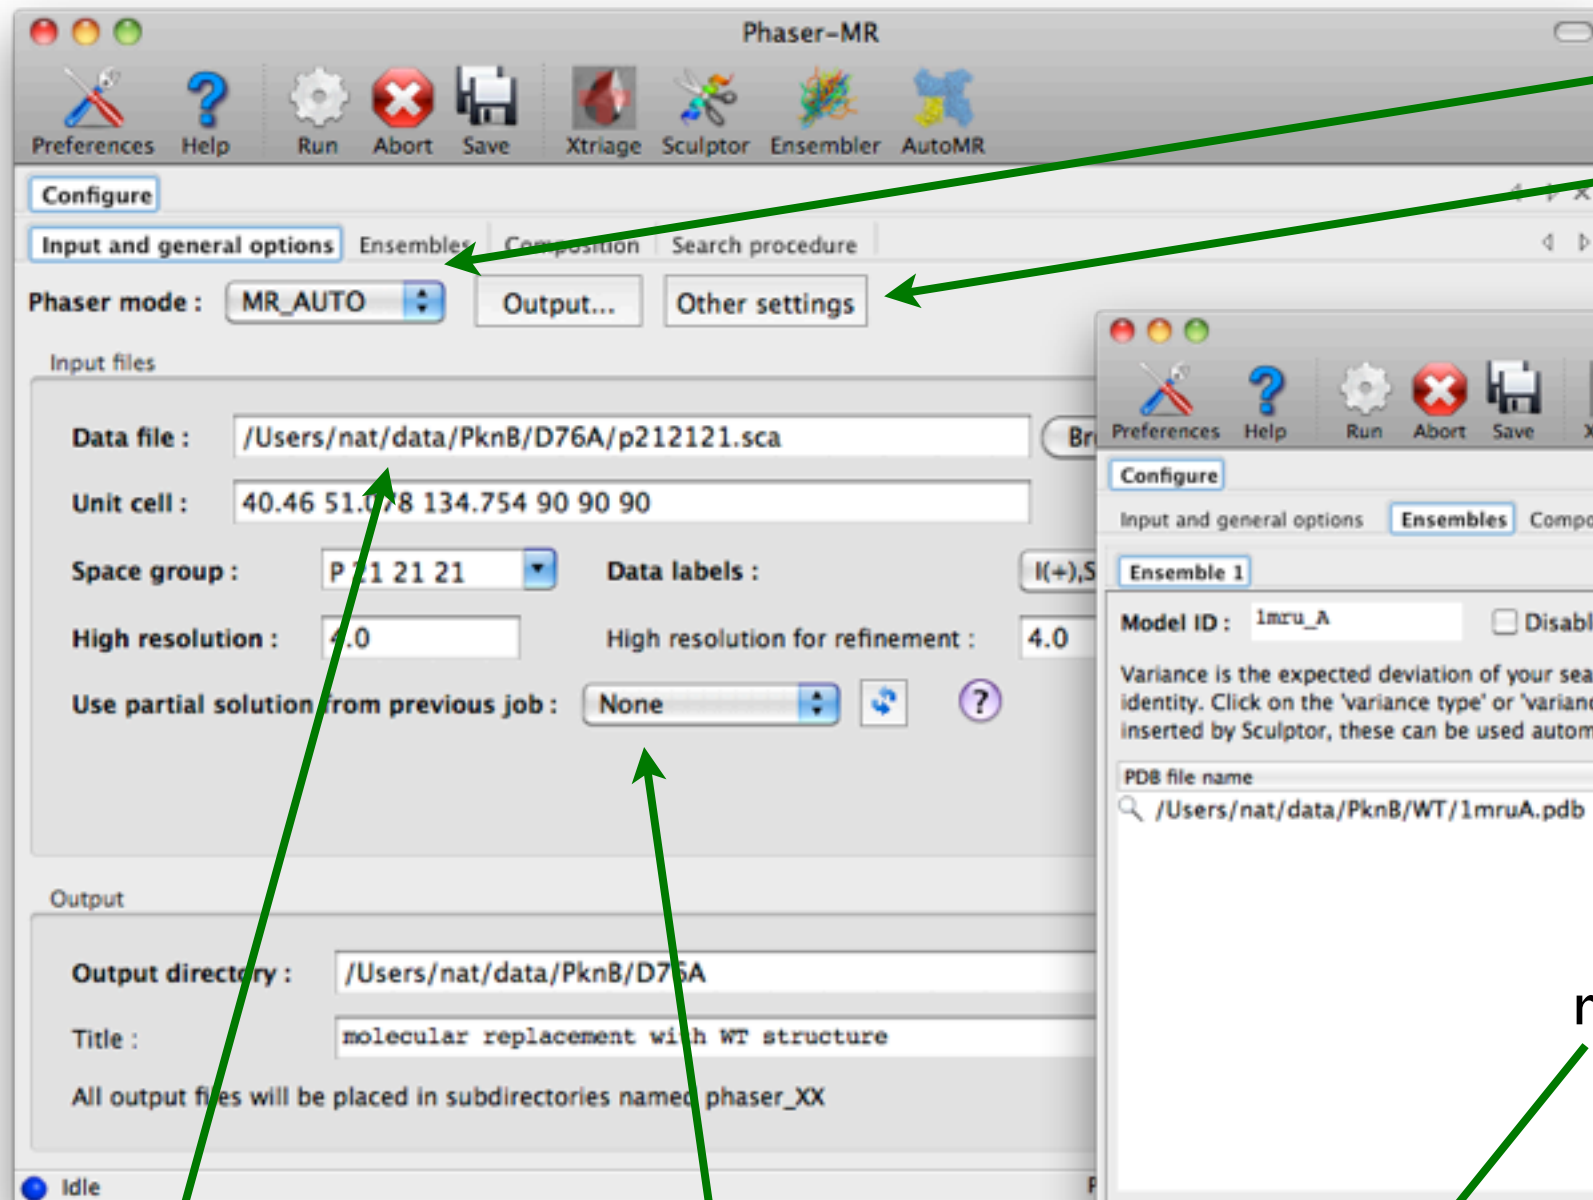 Phaser-MR
Preferences Help Run Abort Save Xtriage Sculptor Ensembler AutoMR
Configure
Input and general options Ensembles Composition Search procedure
Phaser mode : MR_AUTO Output... Other settings
Input files
Data file : /Users/nat/data/PknB/D76A/p212121.sca
Unit cell : 40.46 51.078 134.754 90 90 90
Space group : P 21 21 21 Data labels : I(+),S
High resolution : 4.0 High resolution for refinement : 4.0
Use partial solution from previous job : None ?
Output
Output directory : /Users/nat/data/PknB/D76A
Title : molecular replacement with WT structure
All output files will be placed in subdirectories named phaser_XX
Idle
Preferences Help Run Abort Save X
Configure
Input and general options Ensembles Compo
Ensemble 1
Model ID : 1mru_A Disabl
Variance is the expected deviation of your sea
identity. Click on the 'variance type' or 'varianc
inserted by Sculptor, these can be used autom
PDB file name
/Users/nat/data/PknB/WT/1mruA.pdb